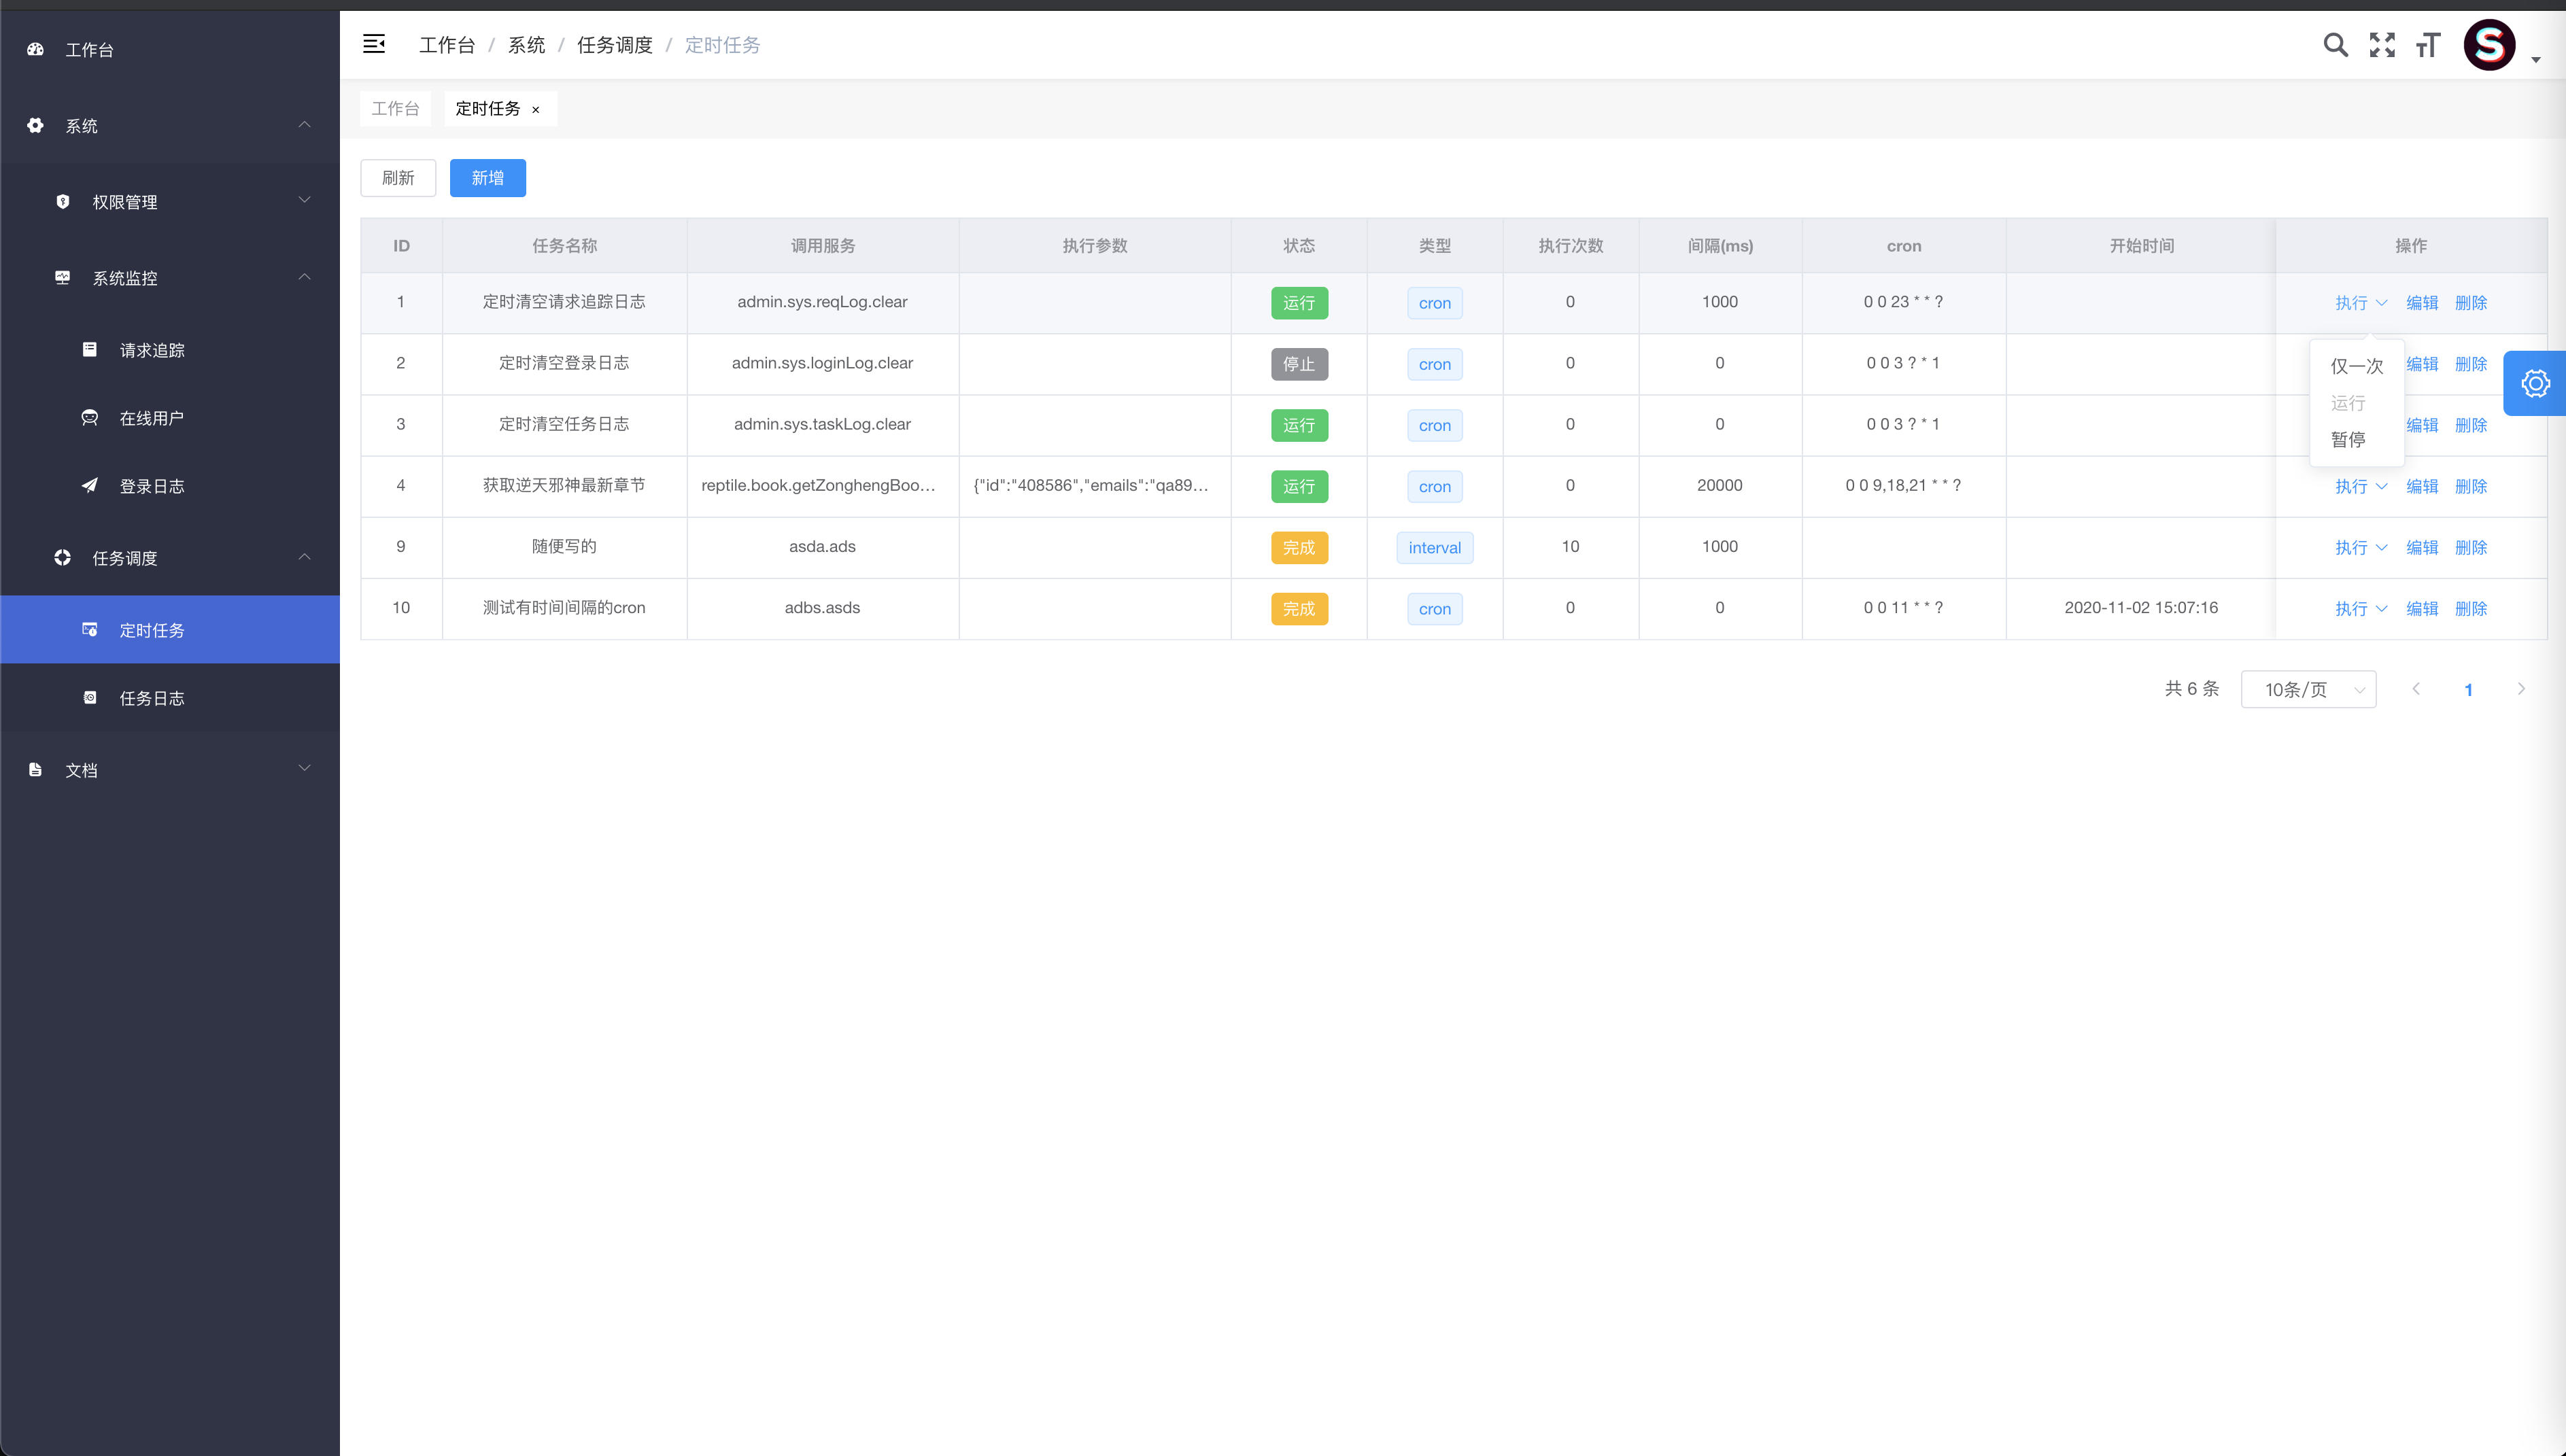 工作台
系统
权限管理
系统监控
请求追踪
在线用户
登录日志
任务调度
定时任务
任务日志
文档
工作台 / 系统 / 任务调度 / 定时任务
S
工作台 定时任务 ×
刷新 新增
ID 任务名称 调用服务 执行参数 状态 类型 执行次数 间隔(ms) cron 开始时间 操作
1 定时清空请求追踪日志 admin.sys.reqLog.clear 运行 cron 0 1000 0 0 23 * * ? 执行 编辑 删除
2 定时清空登录日志 admin.sys.loginLog.clear 停止 cron 0 0 0 0 3 ? * 1 编辑 删除
3 定时清空任务日志 admin.sys.taskLog.clear 运行 cron 0 0 0 0 3 ? * 1 编辑 删除
4 获取逆天邪神最新章节 reptile.book.getZonghengBoo... {"id":"408586","emails":"qa89... 运行 cron 0 20000 0 0 9,18,21 * * ? 执行 编辑 删除
9 随便写的 asda.ads 完成 interval 10 1000 执行 编辑 删除
10 测试有时间间隔的cron adbs.asds 完成 cron 0 0 0 0 11 * * ? 2020-11-02 15:07:16 执行 编辑 删除
仅一次
运行
暂停
共 6 条 10条/页 1